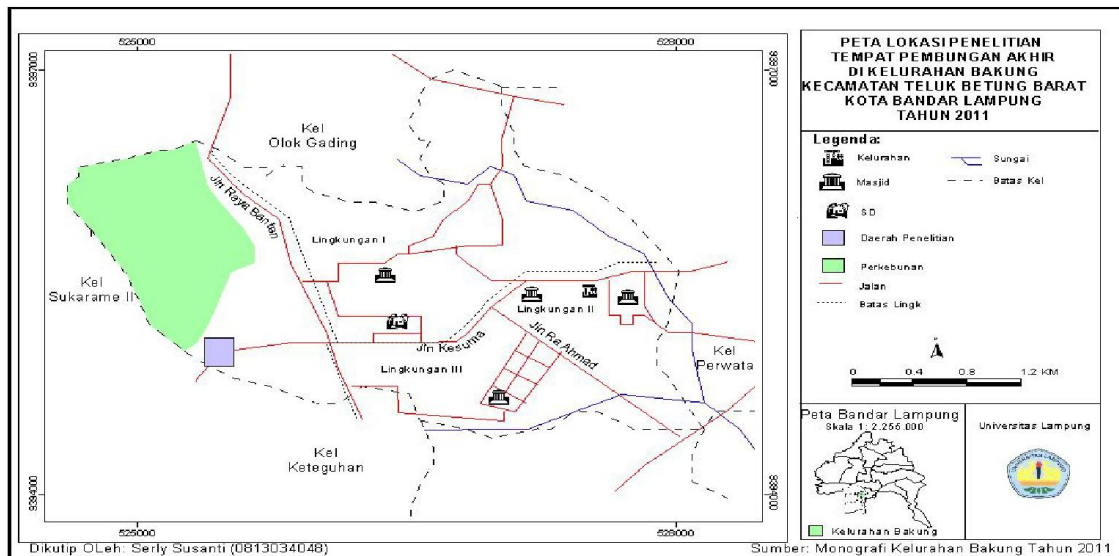 525000
528000
9397000
9397000
Kel
Olok Gading
Jln Raya Bantan
Lingkungan I
Kel
Sukarame II
Lingkungan II
Jln Kesuma
Jln Ra Ahmad
Kel
Perwata
Lingkungan III
Kel
Keteguhan
9394000
9394000
525000
528000
Dikutip OLeh: Serly Susanti (0813034048)
PETA LOKASI PENELITIAN
TEMPAT PEMBUNGAN AKHIR
DI KELURAHAN BAKUNG
KECAMATAN TELUK BETUNG BARAT
KOTA BANDAR LAMPUNG
TAHUN 2011
Legenda:
Kelurahan
Sungai
Masjid
Batas Kel
SD
Daerah Penelitian
Perkebunan
Jalan
Batas Lingk
0 0.4 0.8 1.2 KM
Peta Bandar Lampung
Skala 1: 2.255.000
Kelurahan Bakung
Universitas Lampung
Sumber: Monografi Kelurahan Bakung Tahun 2011